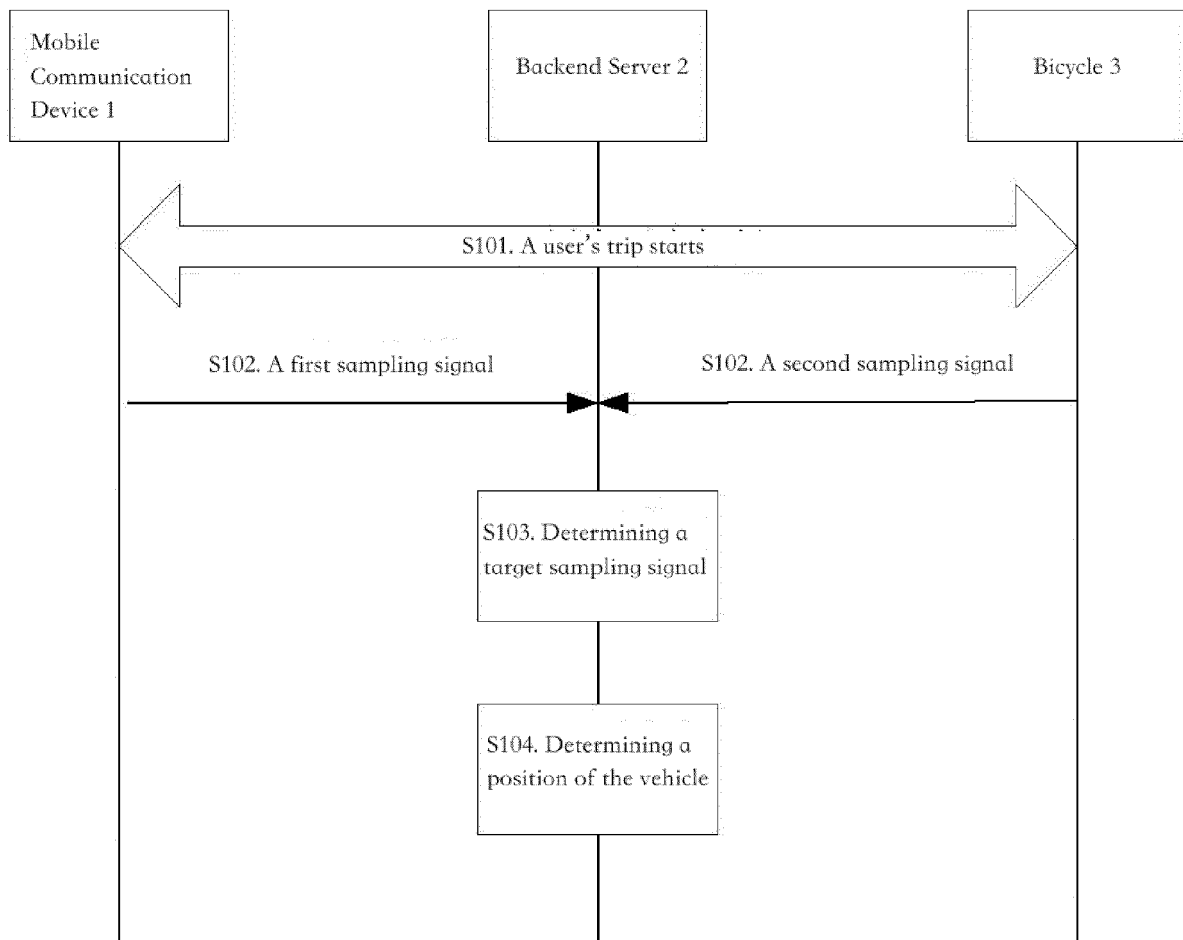 Mobile
Communication
Device 1
Backend Server 2
Bicycle 3
S101. A user's trip starts
S102. A first sampling signal
S102. A second sampling signal
S103. Determining a
target sampling signal
S104. Determining a
position of the vehicle